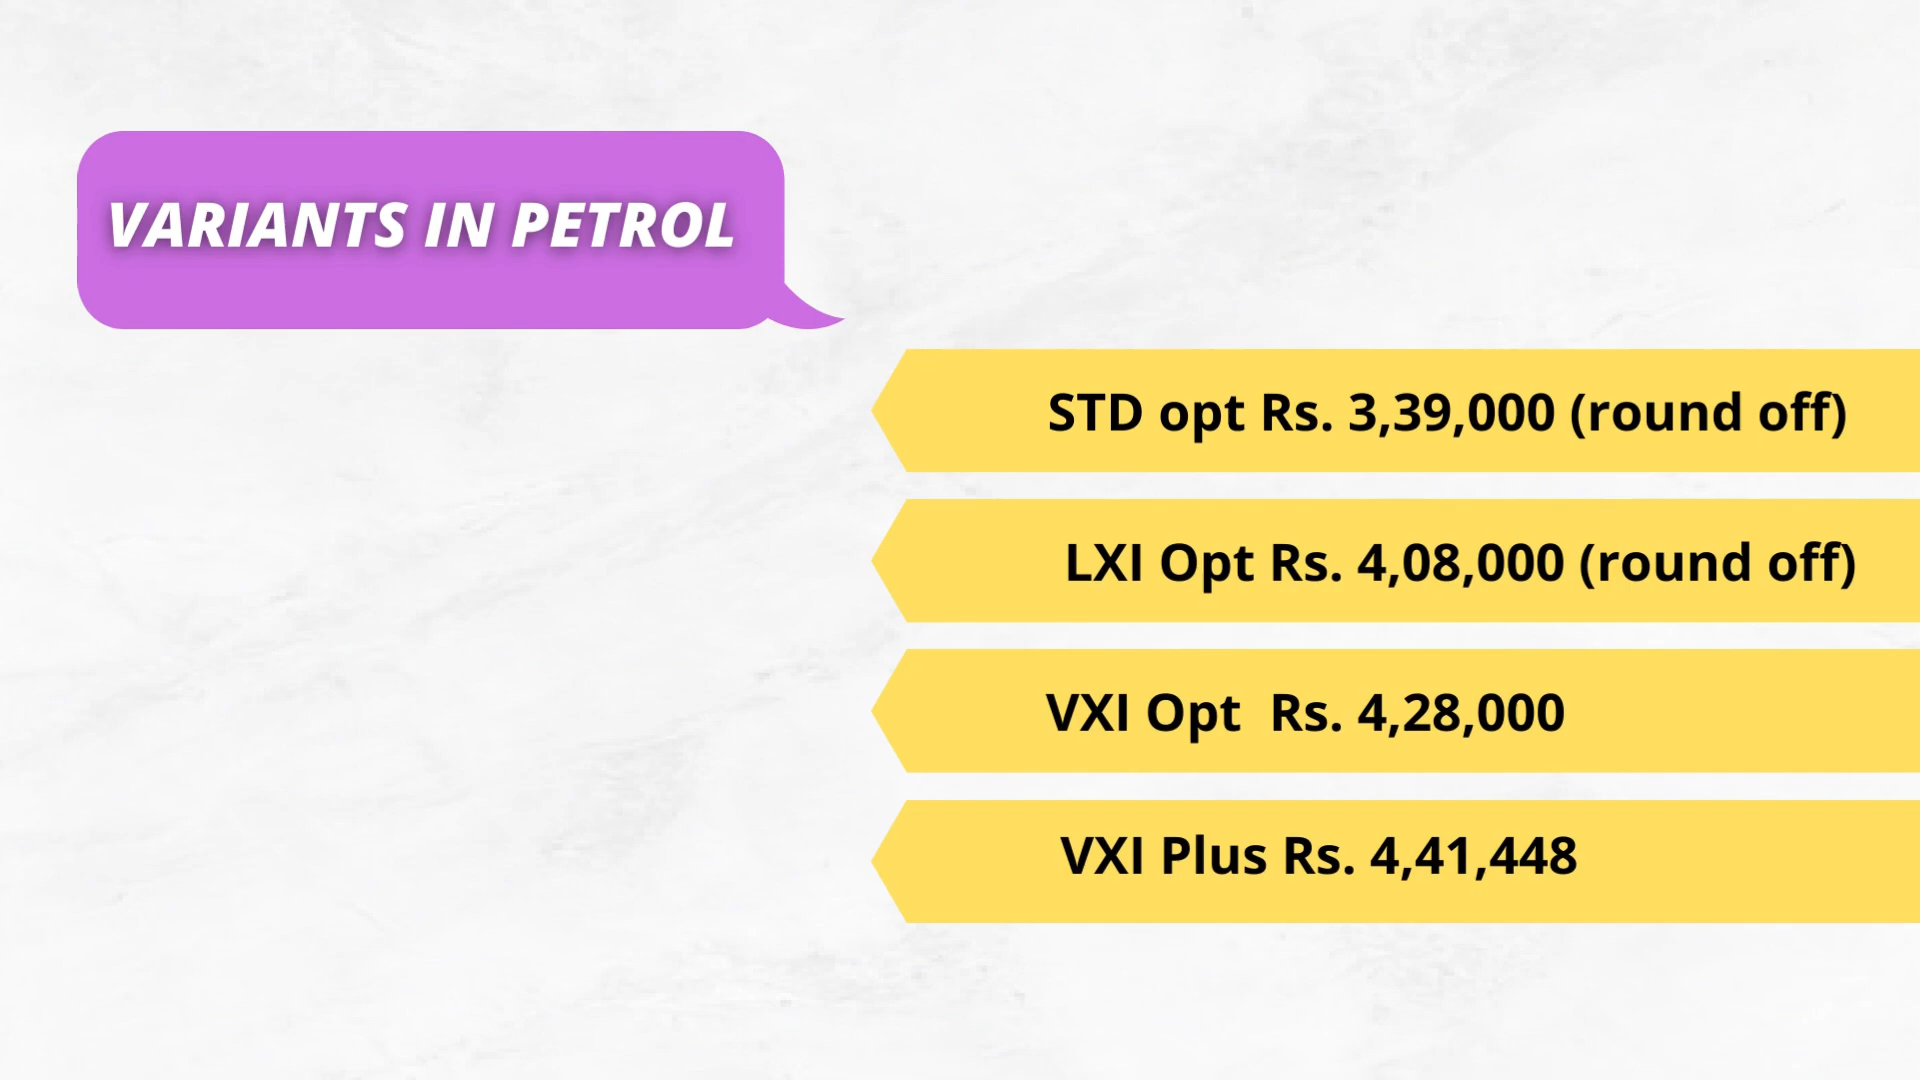 VARIANTS IN PETROL
STD opt Rs. 3,39,000 (round off)
LXI Opt Rs. 4,08,000 (round off)
VXI Opt  Rs. 4,28,000
VXI Plus Rs. 4,41,448